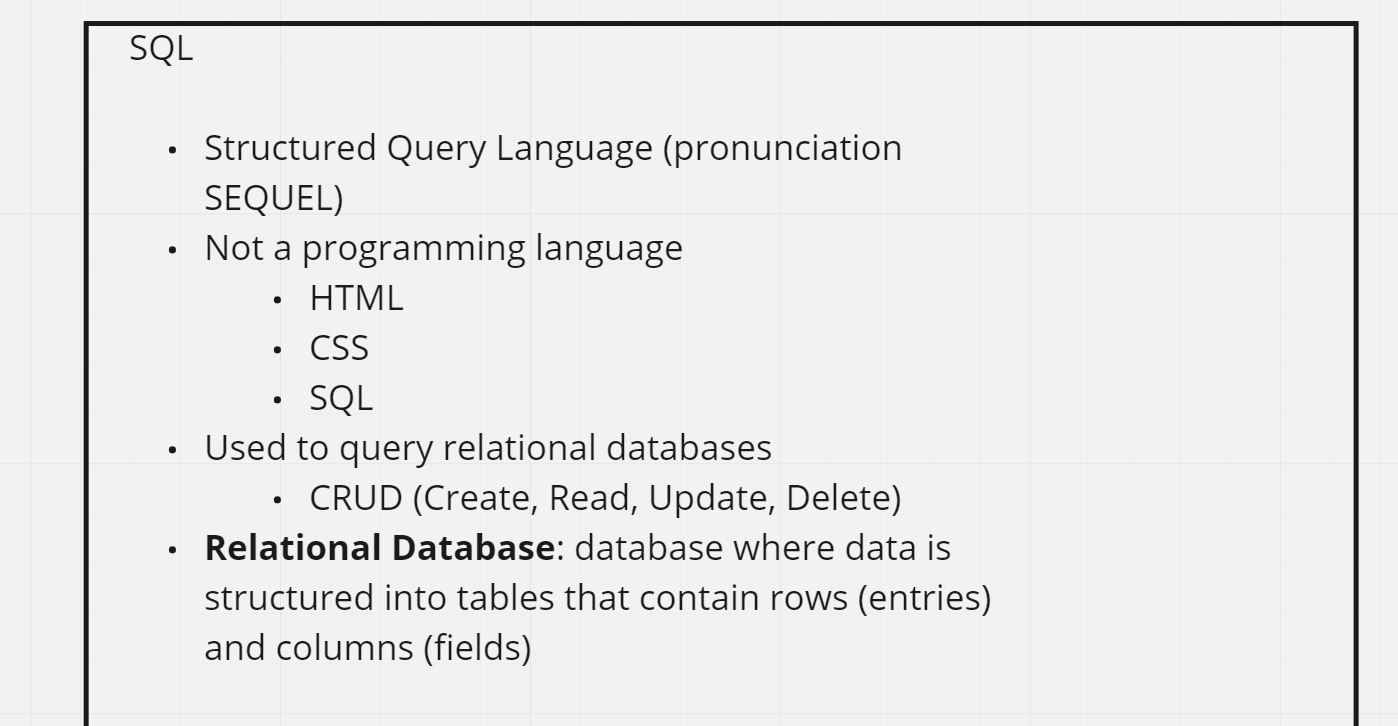 SQL
• Structured Query Language (pronunciation
SEQUEL)
• Not a programming language
• HTML
• CSS
• SQL
• Used to query relational databases
• CRUD (Create, Read, Update, Delete)
• Relational Database: database where data is
structured into tables that contain rows (entries)
and columns (fields)